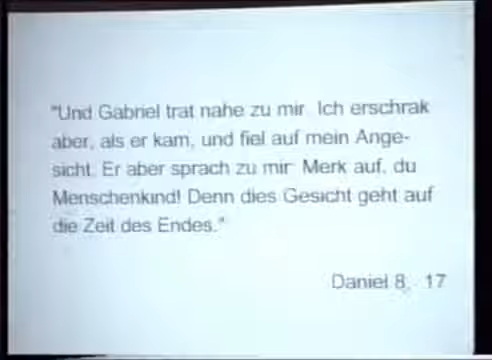 "Und Gabriel trat nahe zu mir. Ich erschrak
aber, als er kam, und fiel auf mein Ange-
sicht. Er aber sprach zu mir: Merk auf, du
Menschenkind! Denn dies Gesicht geht auf
die Zeit des Endes."
Daniel 8, 17